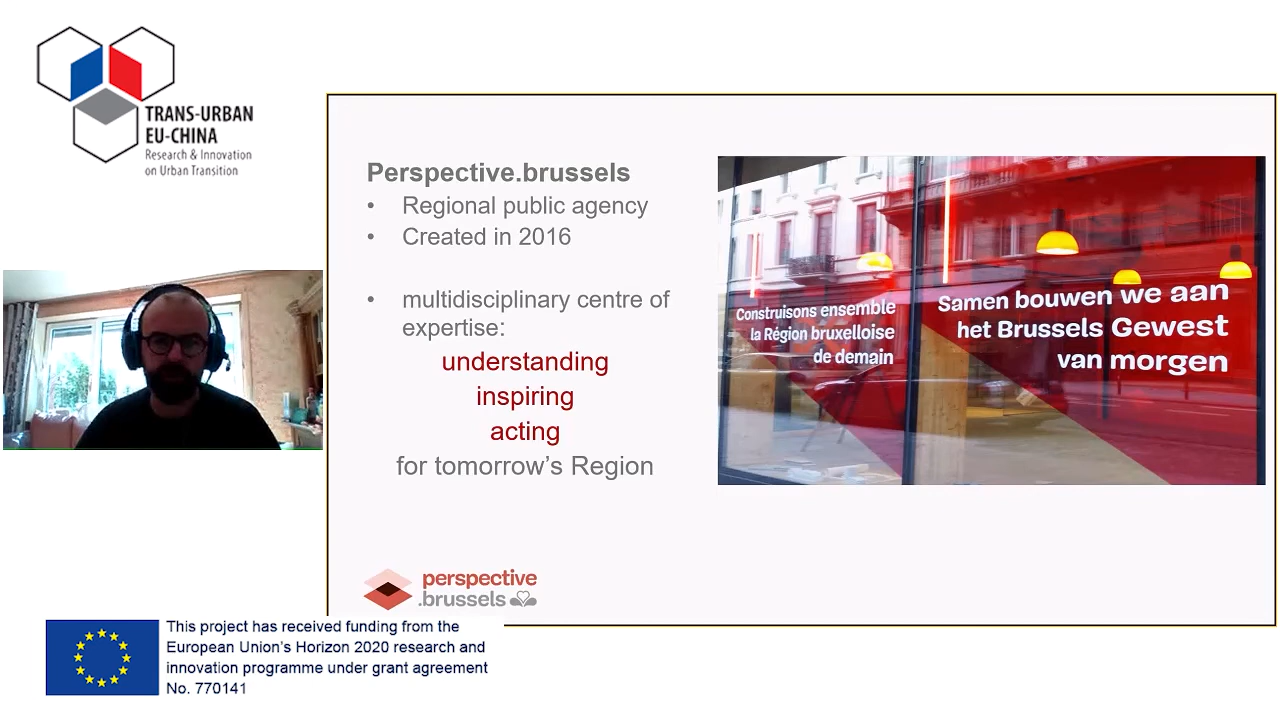 TRANS-URBAN
EU-CHINA
Research & Innovation
on Urban Transition
Perspective.brussels
• Regional public agency
• Created in 2016
• multidisciplinary centre of
expertise:
understanding
inspiring
acting
for tomorrow’s Region
Construisons ensemble
la Région bruxelloise
de demain
Samen bouwen we aan
het Brussels Gewest
van morgen
perspective
.brussels
This project has received funding from the
European Union’s Horizon 2020 research and
innovation programme under grant agreement
No. 770141